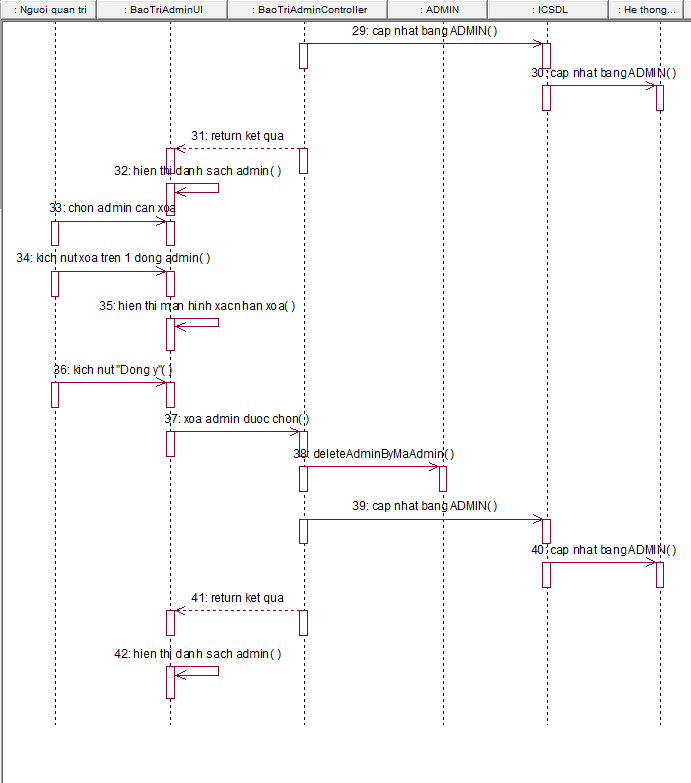 : Nguoi quan tri
: BaoTriAdminUI
: BaoTriAdminController
: ADMIN
: ICSDL
: He thong...
29: cap nhat bang ADMIN( )
30: cap nhat bang ADMIN( )
31: return ket qua
32: hien thi danh sach admin( )
33: chon admin can xoa
34: kich nut xoa tren 1 dong admin( )
35: hien thi man hinh xac nhan xoa( )
36: kich nut "Dong y"( )
37: xoa admin duoc chon( )
38: deleteAdminByMaAdmin( )
39: cap nhat bang ADMIN( )
40: cap nhat bang ADMIN( )
41: return ket qua
42: hien thi danh sach admin( )